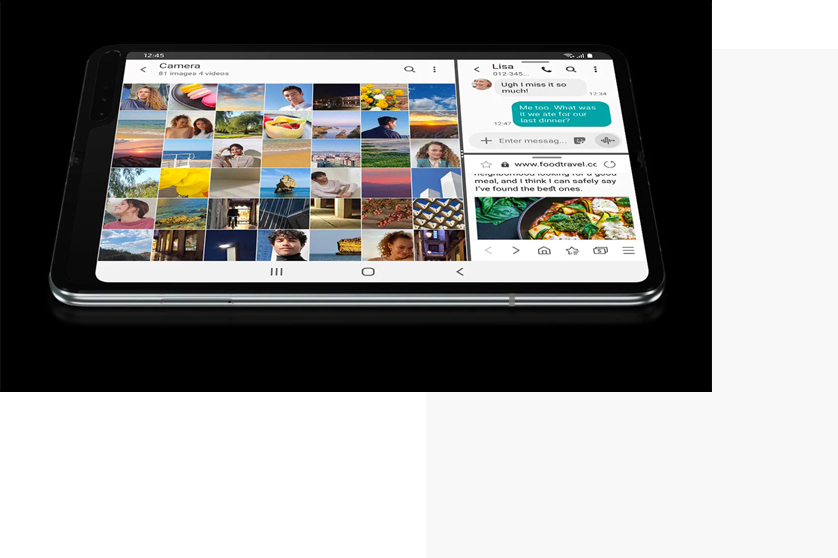 12:45
Camera
81 images 4 videos
Lisa
012-345...
Ugh I miss it so
much!
12:34
Me too. What was
it we ate for our
last dinner?
12:47
Enter messag...
www.foodtravel.cc
neighborhood looking for a good
meal, and I think I can safely say
I've found the best ones.